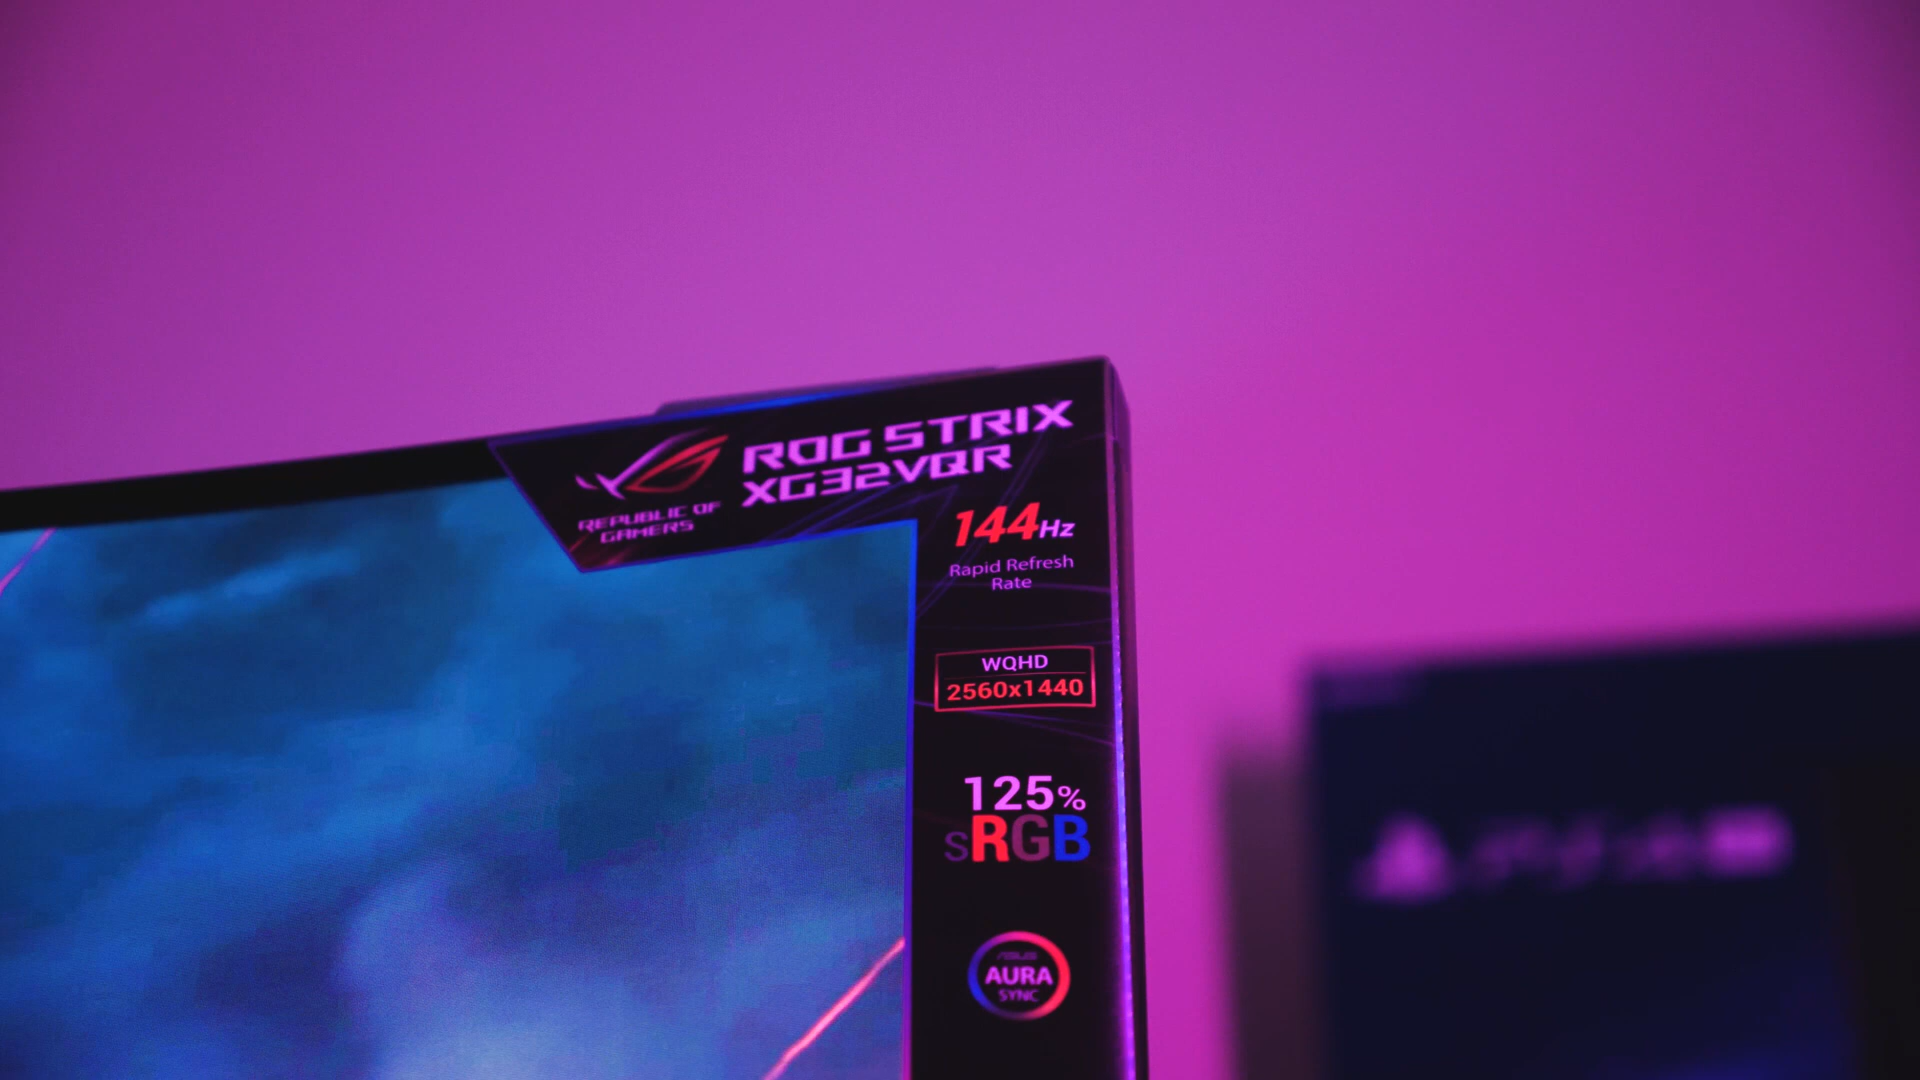 ROG STRIX
XG32VQR
REPUBLIC OF
GAMERS
144Hz
Rapid Refresh
Rate
WQHD
2560x1440
125%
sRGB
ASUS
AURA
SYNC